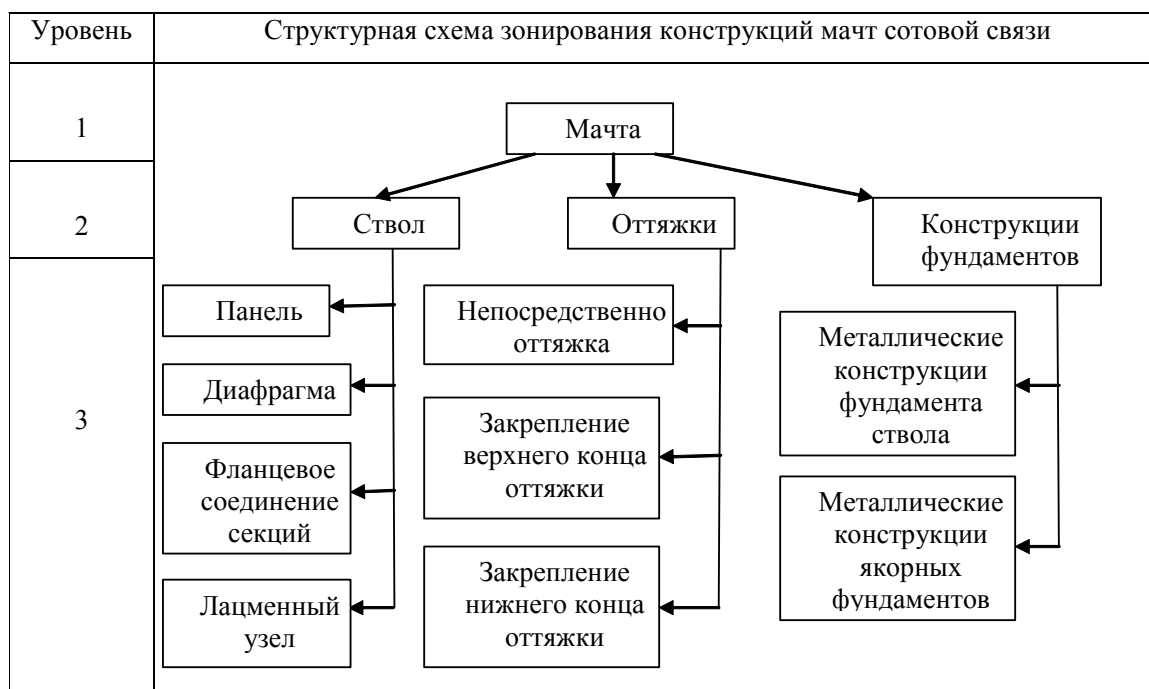 Уровень
Структурная схема зонирования конструкций мачт сотовой связи
1
Мачта
2
Ствол
Оттяжки
Конструкции
фундаментов
3
Панель
Диафрагма
Фланцевое
соединение
секций
Лацменный
узел
Непосредственно
оттяжка
Закрепление
верхнего конца
оттяжки
Закрепление
нижнего конца
оттяжки
Металлические
конструкции
фундамента
ствола
Металлические
конструкции
якорных
фундаментов